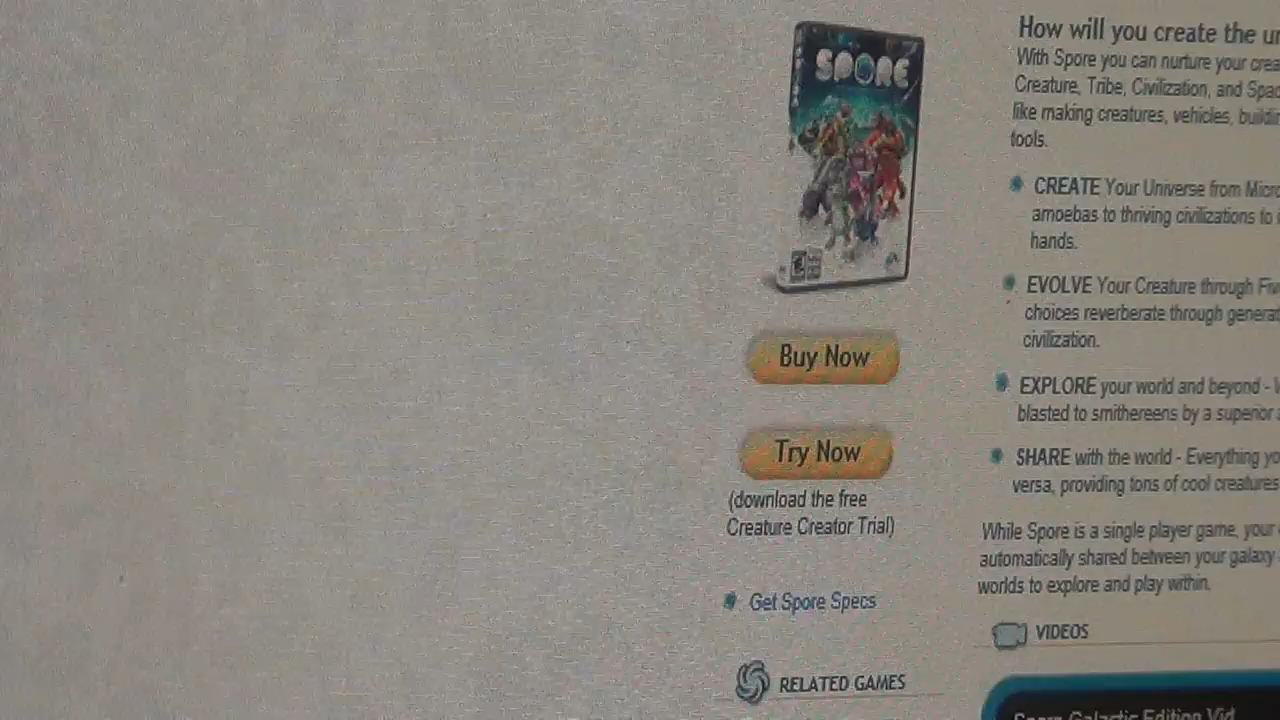 SPORE
Buy Now
Try Now
(download the free
Creature Creator Trial)
Get Spore Specs
RELATED GAMES
How will you create the
With Spore you can nurture your
Creature, Tribe, Civilization, and
like making creatures, vehicles,
tools.
CREATE Your Universe from
amoebas to thriving civilizations to
hands.
EVOLVE Your Creature through
choices reverberate through
civilization.
EXPLORE your world and beyond -
blasted to smithereens by a superior
SHARE with the world - Everything
versa, providing tons of cool creatures
While Spore is a single player game, your
automatically shared between your galaxy
worlds to explore and play within.
VIDEOS
Spore Galactic Edition Vid